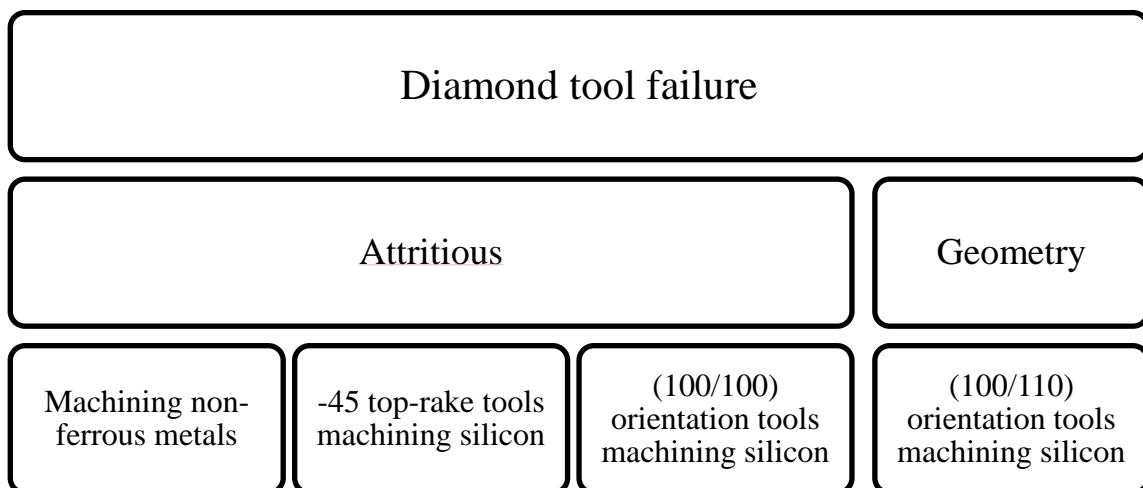 Diamond tool failure
Attritious
Geometry
Machining non-
ferrous metals
-45 top-rake tools
machining silicon
(100/100)
orientation tools
machining silicon
(100/110)
orientation tools
machining silicon